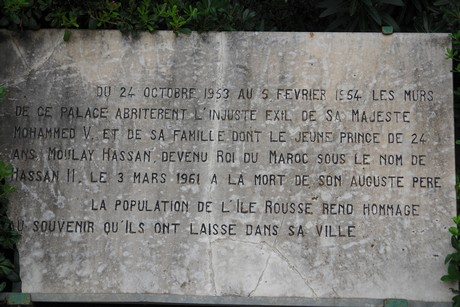 DU 24 OCTOBRE 1953 AU 5 FEVRIER 1954 LES MURS
DE CE PALACE ABRITERENT L'INJUSTE EXIL DE SA MAJESTE
MOHAMMED V, ET DE SA FAMILLE DONT LE JEUNE PRINCE DE 24
ANS MOULAY HASSAN, DEVENU ROI DU MAROC SOUS LE NOM DE
HASSAN II, LE 3 MARS 1961 A LA MORT DE SON AUGUSTE PERE
LA POPULATION DE L'ILE ROUSSE REND HOMMAGE
AU SOUVENIR QU'ILS ONT LAISSE DANS SA VILLE